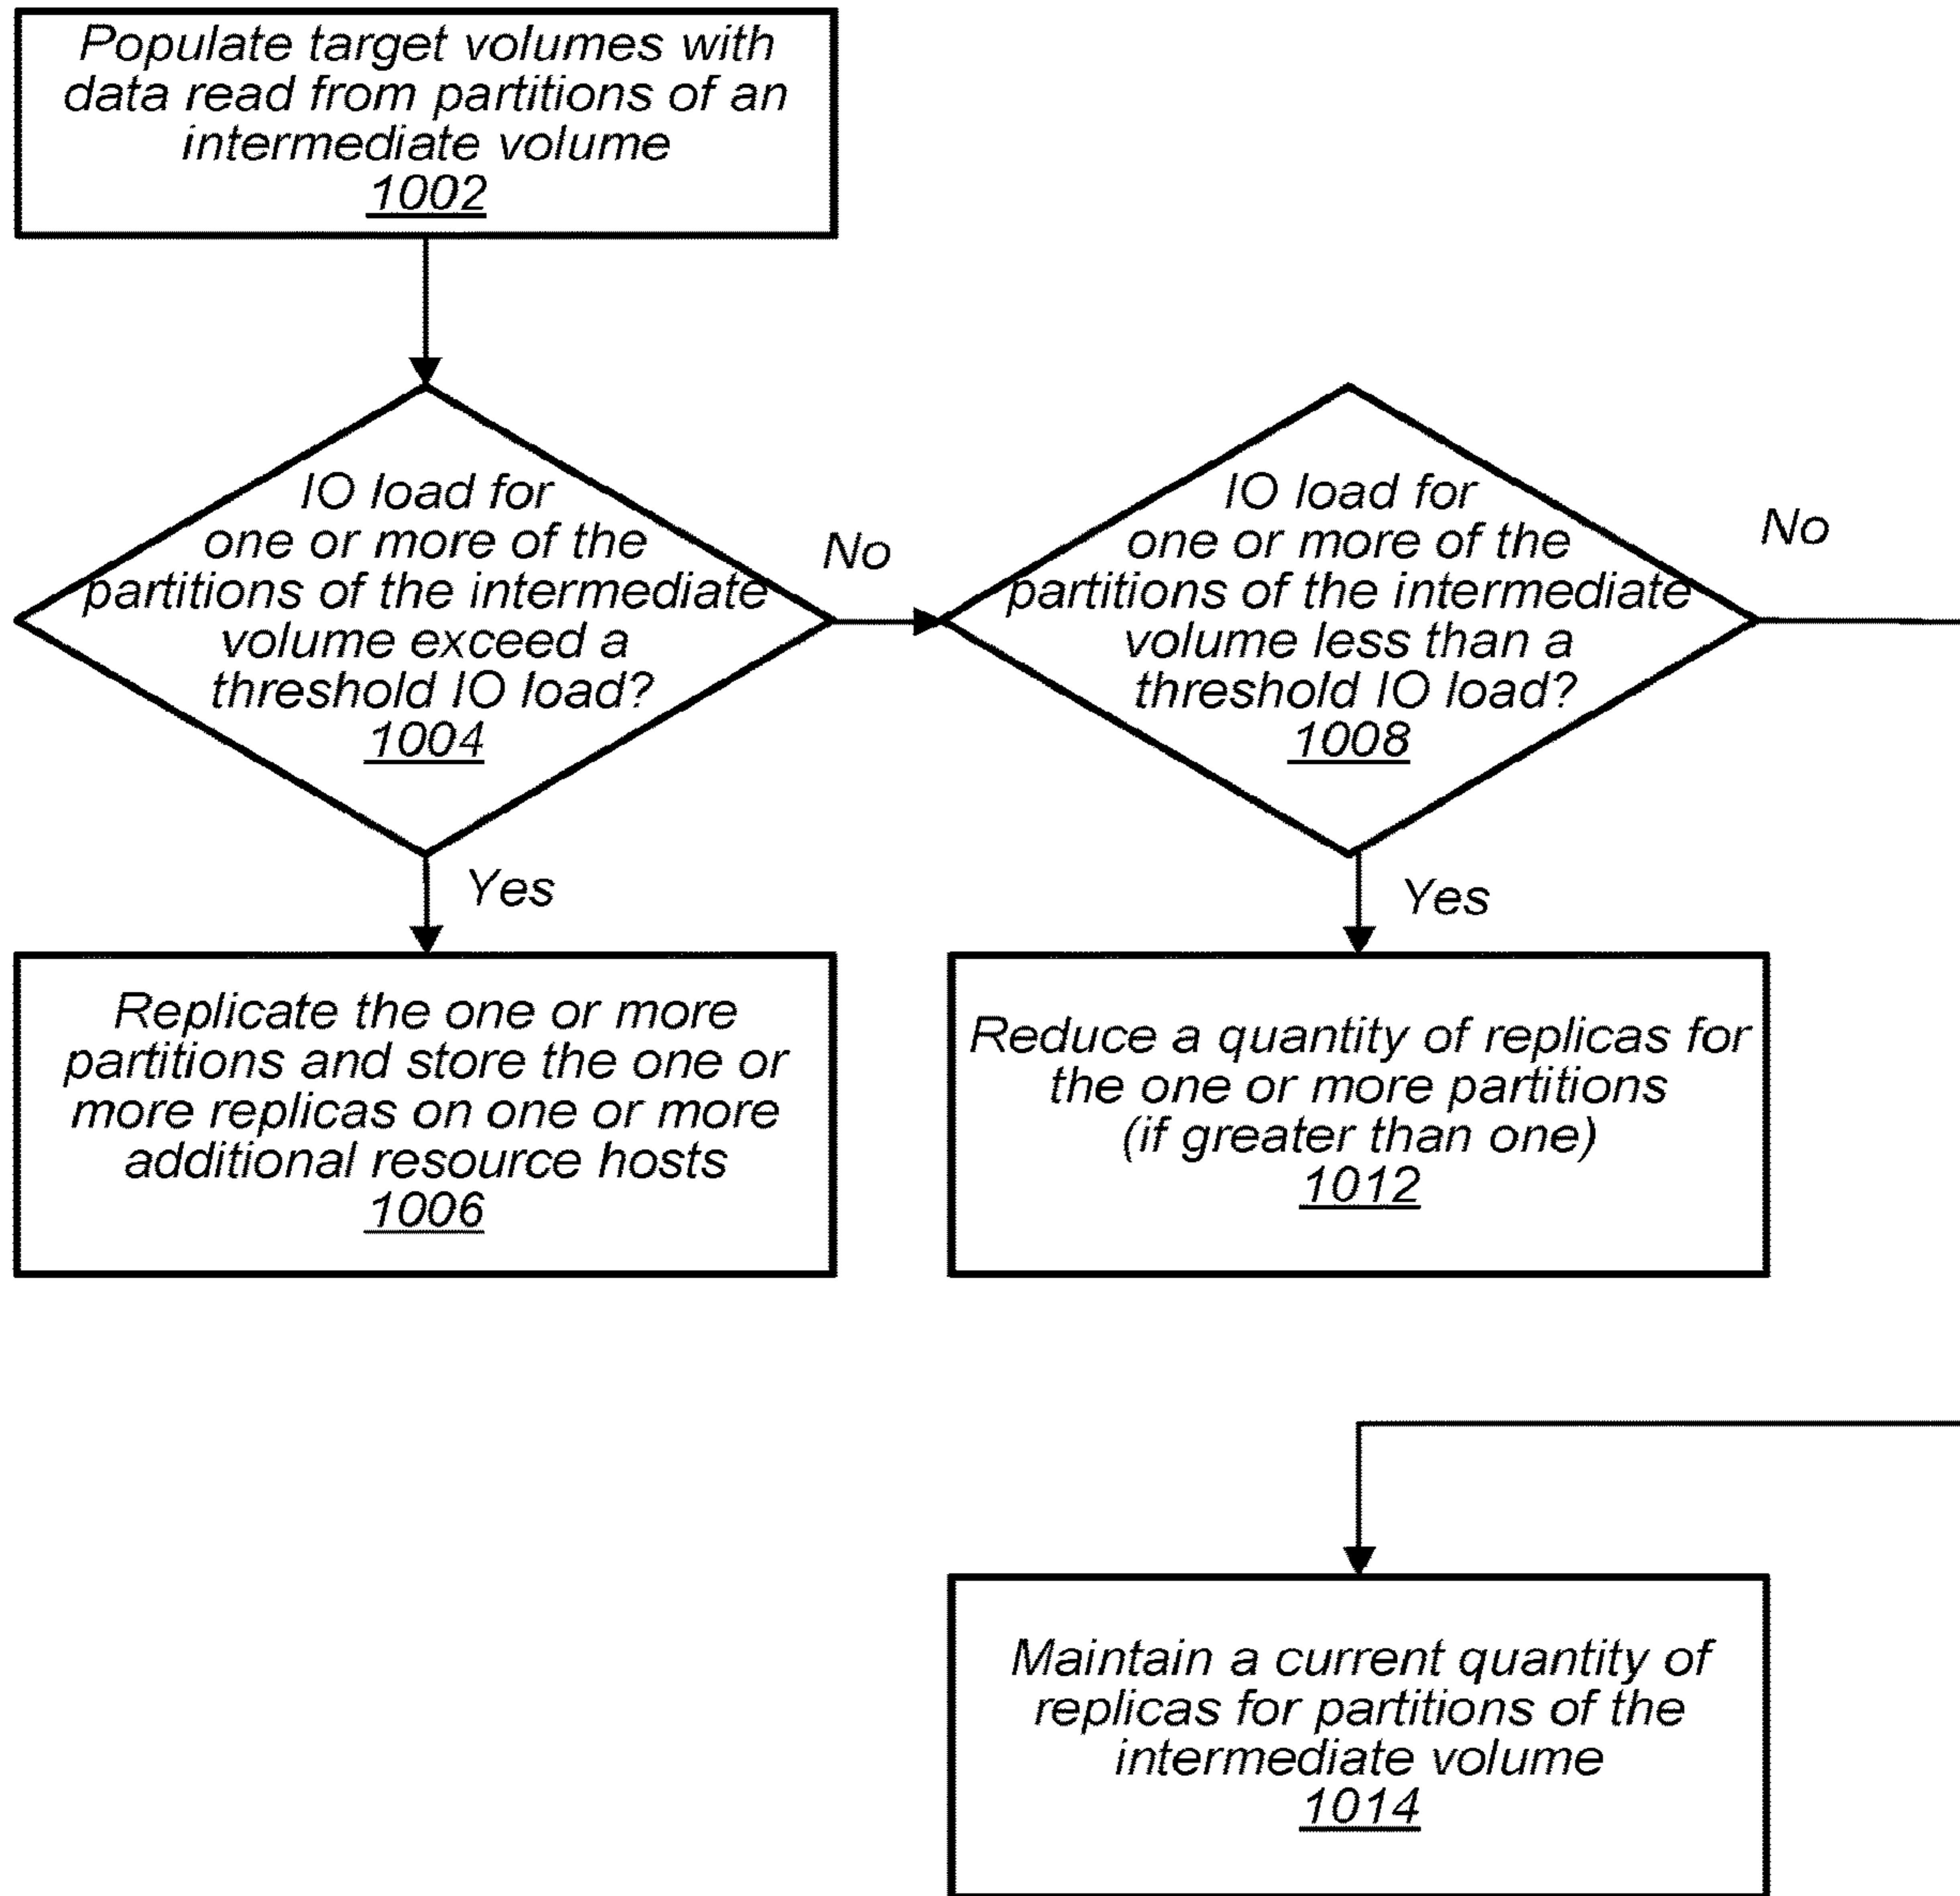 Populate target volumes with
data read from partitions of an
intermediate volume
1002
IO load for
one or more of the
partitions of the intermediate
volume exceed a
threshold IO load?
1004
No
IO load for
one or more of the
partitions of the intermediate
volume less than a
threshold IO load?
1008
No
Yes
Replicate the one or more
partitions and store the one or
more replicas on one or more
additional resource hosts
1006
Yes
Reduce a quantity of replicas for
the one or more partitions
(if greater than one)
1012
Maintain a current quantity of
replicas for partitions of the
intermediate volume
1014